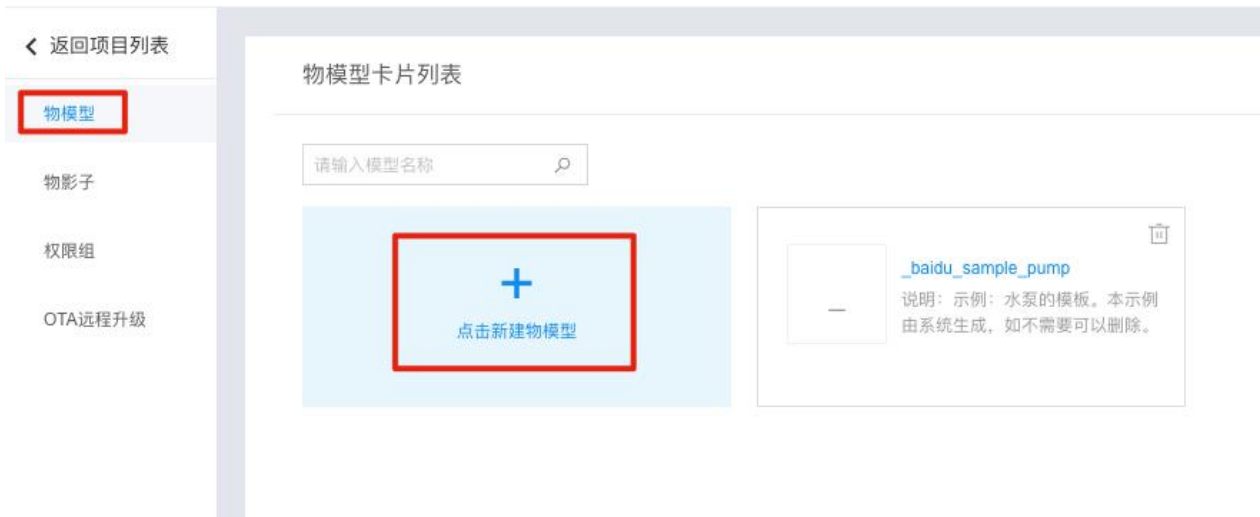 返回项目列表
物模型
物影子
权限组
OTA远程升级
物模型卡片列表
请输入模型名称
点击新建物模型
_baidu_sample_pump
说明：示例：水泵的模板。本示例
由系统生成，如不需要可以删除。